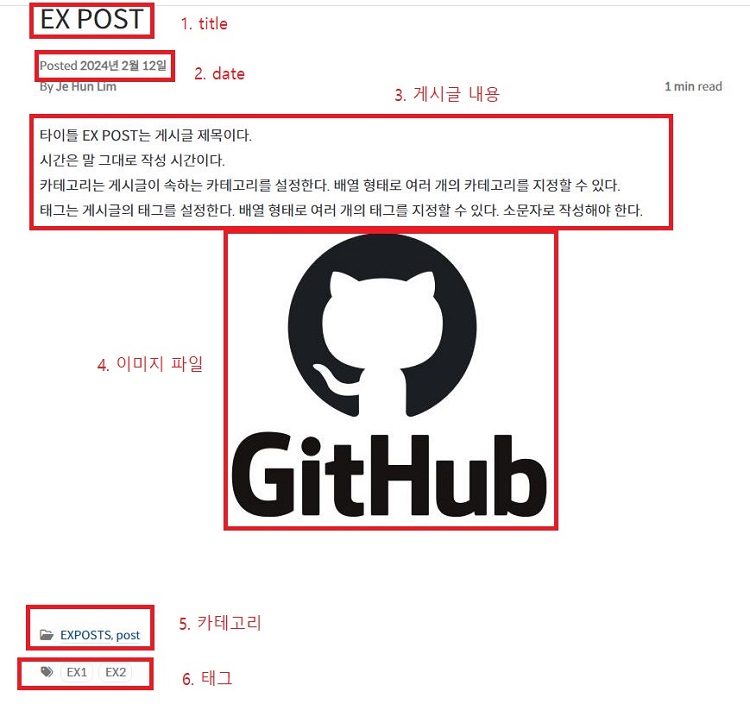 EX POST
1. title
Posted 2024년 2월 12일
2. date
By Je Hun Lim
1 min read
3. 게시글 내용
타이틀 EX POST는 게시글 제목이다.
시간은 말 그대로 작성 시간이다.
카테고리는 게시글이 속하는 카테고리를 설정한다. 배열 형태로 여러 개의 카테고리를 지정할 수 있다.
태그는 게시글의 태그를 설정한다. 배열 형태로 여러 개의 태그를 지정할 수 있다. 소문자로 작성해야 한다.
4. 이미지 파일
GitHub
EXPOSTS, post
5. 카테고리
EX1 EX2
6. 태그